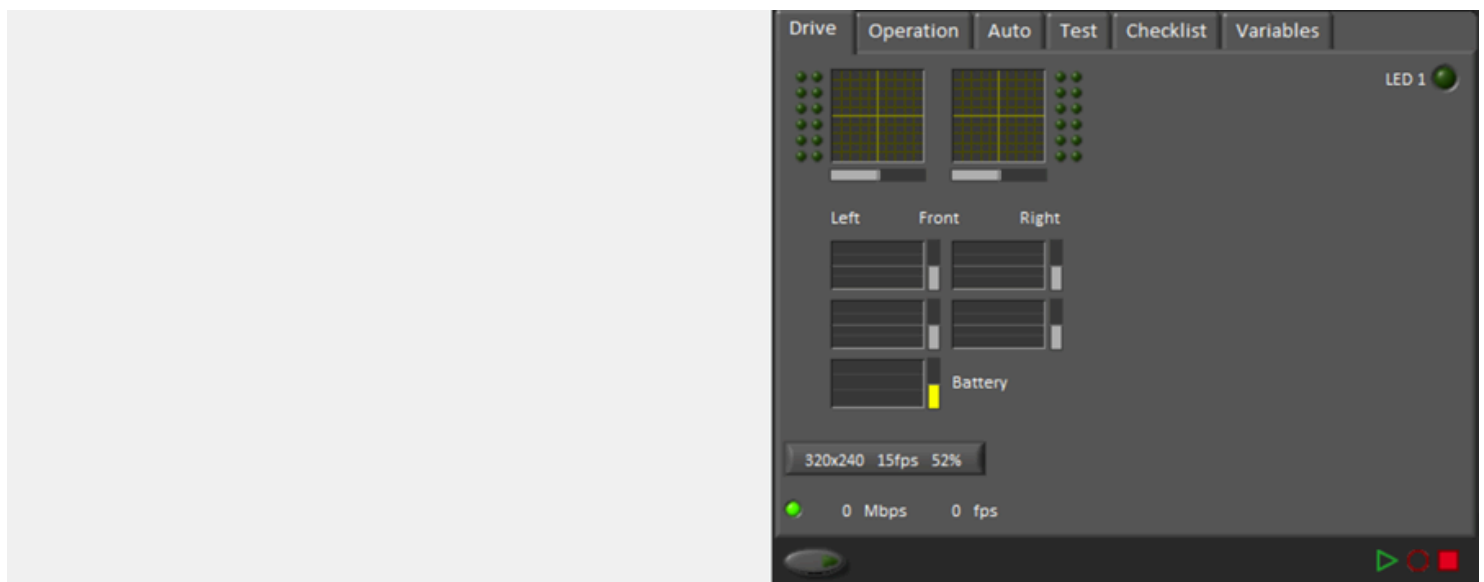 Drive Operation Auto Test Checklist Variables
LED 1
Left Front Right
Battery
320x240 15fps 52%
0 Mbps 0 fps